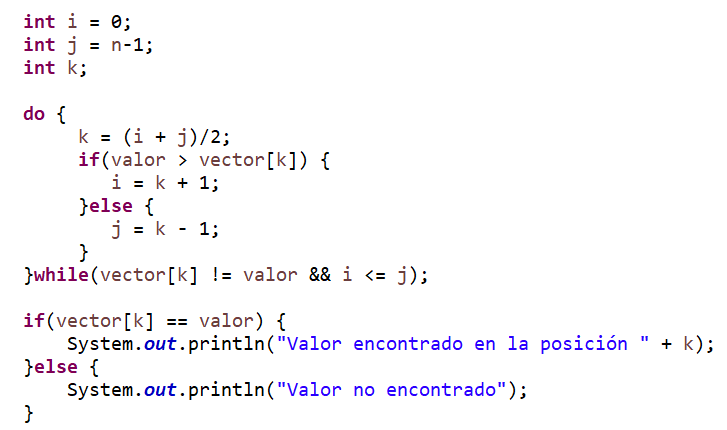 int i = 0;
int j = n-1;
int k;
do {
k = (i + j)/2;
if(valor > vector[k]) {
i = k + 1;
}else {
j = k - 1;
}
}while(vector[k] != valor && i <= j);
if(vector[k] == valor) {
System.out.println("Valor encontrado en la posición " + k);
}else {
System.out.println("Valor no encontrado");
}